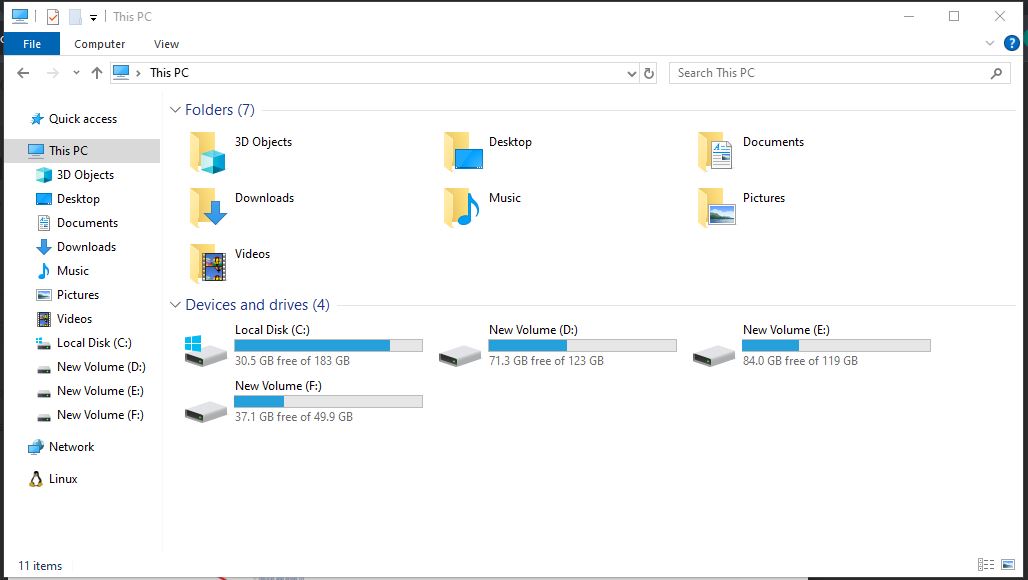 This PC
File Computer View
This PC
Search This PC
Quick access
This PC
3D Objects
Desktop
Documents
Downloads
Music
Pictures
Videos
Local Disk (C:)
New Volume (D:)
New Volume (E:)
New Volume (F:)
Network
Linux
Folders (7)
3D Objects Desktop Documents
Downloads Music Pictures
Videos
Devices and drives (4)
Local Disk (C:) New Volume (D:) New Volume (E:)
30.5 GB free of 183 GB 71.3 GB free of 123 GB 84.0 GB free of 119 GB
New Volume (F:)
37.1 GB free of 49.9 GB
11 items